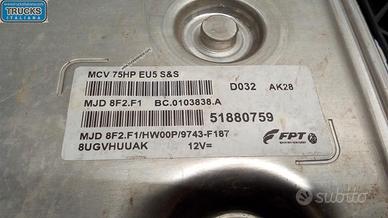 TRUCKS
ITALIANA
MCV 75HP EU5 S&S
D032 AK28
MJD 8F2.F1 BC.0103838.A
51880759
MJD 8F2.F1/HW00P/9743-F187
8UGVHUUAK 12V=
FPT
subito